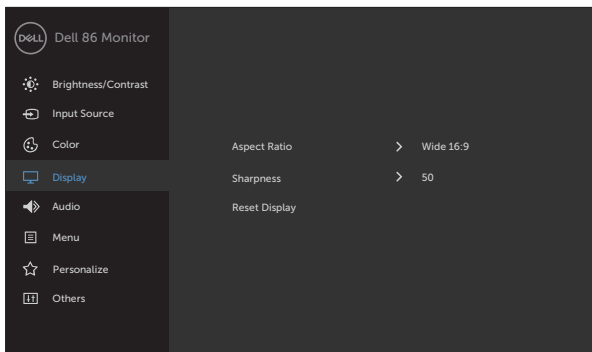 DELL Dell 86 Monitor
Brightness/Contrast
Input Source
Color
Aspect Ratio Wide 16:9
Display
Sharpness 50
Audio
Reset Display
Menu
Personalize
Others